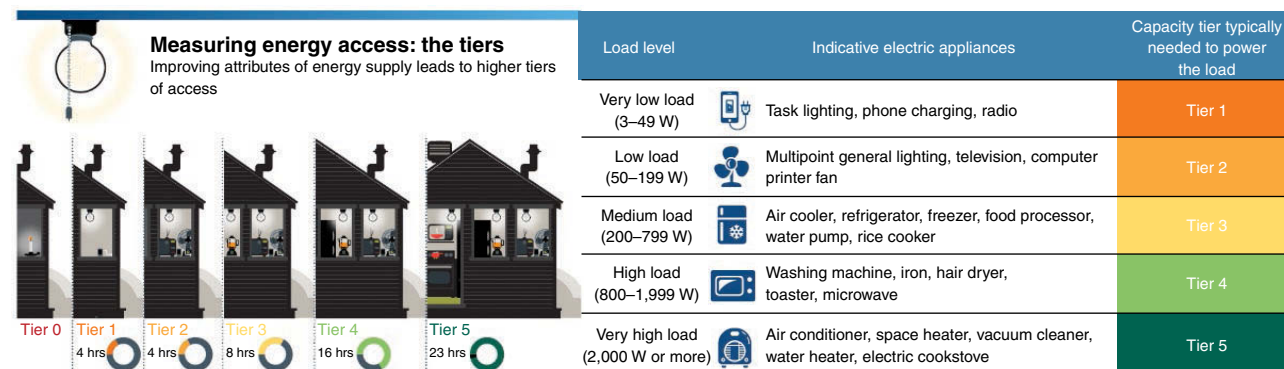 Measuring energy access: the tiers
Improving attributes of energy supply leads to higher tiers
of access
Tier 0
Tier 1
4 hrs
Tier 2
4 hrs
Tier 3
8 hrs
Tier 4
16 hrs
Tier 5
23 hrs
Load level
Indicative electric appliances
Capacity tier typically
needed to power
the load
Very low load
(3–49 W)
Task lighting, phone charging, radio
Tier 1
Low load
(50–199 W)
Multipoint general lighting, television, computer
printer fan
Tier 2
Medium load
(200–799 W)
Air cooler, refrigerator, freezer, food processor,
water pump, rice cooker
Tier 3
High load
(800–1,999 W)
Washing machine, iron, hair dryer,
toaster, microwave
Tier 4
Very high load
(2,000 W or more)
Air conditioner, space heater, vacuum cleaner,
water heater, electric cookstove
Tier 5